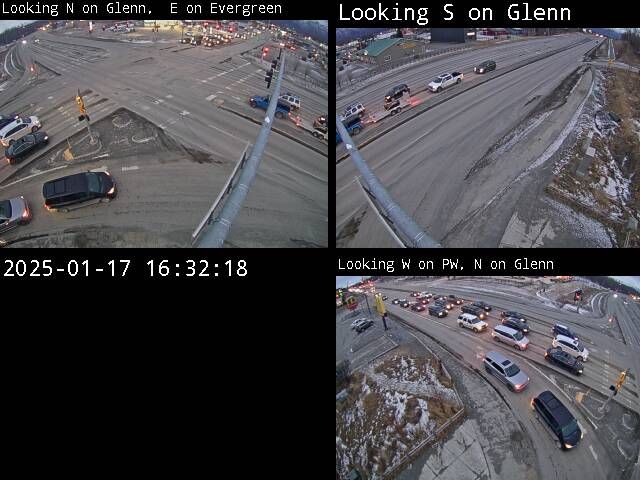 Looking N on Glenn, E on Evergreen
Looking S on Glenn
2025-01-17 16:32:18
Looking W on PW, N on Glenn